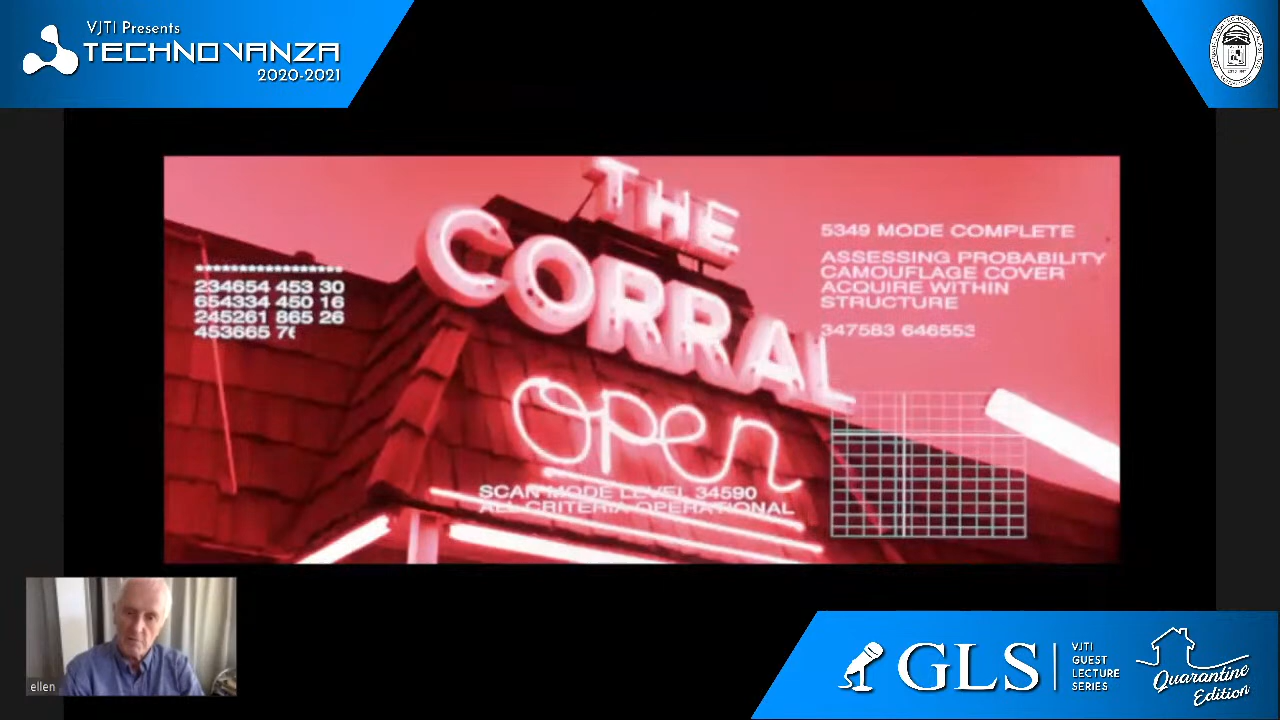 VJTI Presents
TECHNOVANZA
2020-2021
THE
CORRAL
open
234654 453 30
654334 450 16
245261 865 26
453665 76
5349 MODE COMPLETE
ASSESSING PROBABILITY
CAMOUFLAGE COVER
ACQUIRE WITHIN
STRUCTURE
347583 646553
SCAN MODE LEVEL 34590
ALL CRITERIA OPERATIONAL
ellen
GLS
VJTI
GUEST
LECTURE
SERIES
Quarantine
Edition